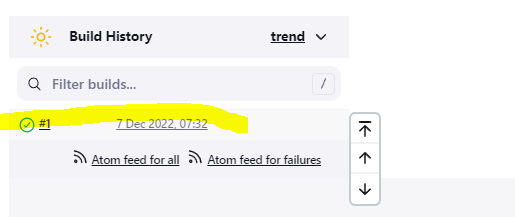 Build History trend
Filter builds... /
#1 7 Dec 2022, 07:32
Atom feed for all Atom feed for failures